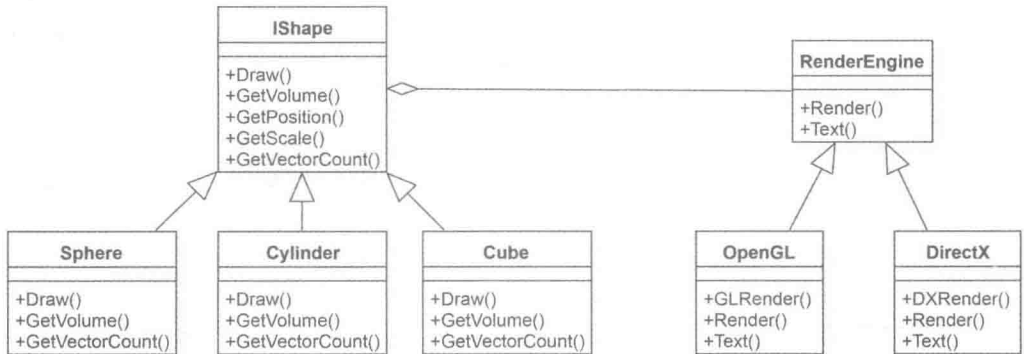 IShape
+Draw()
+GetVolume()
+GetPosition()
+GetScale()
+GetVectorCount()
RenderEngine
+Render()
+Text()
Sphere
+Draw()
+GetVolume()
+GetVectorCount()
Cylinder
+Draw()
+GetVolume()
+GetVectorCount()
Cube
+Draw()
+GetVolume()
+GetVectorCount()
OpenGL
+GLRender()
+Render()
+Text()
DirectX
+DXRender()
+Render()
+Text()